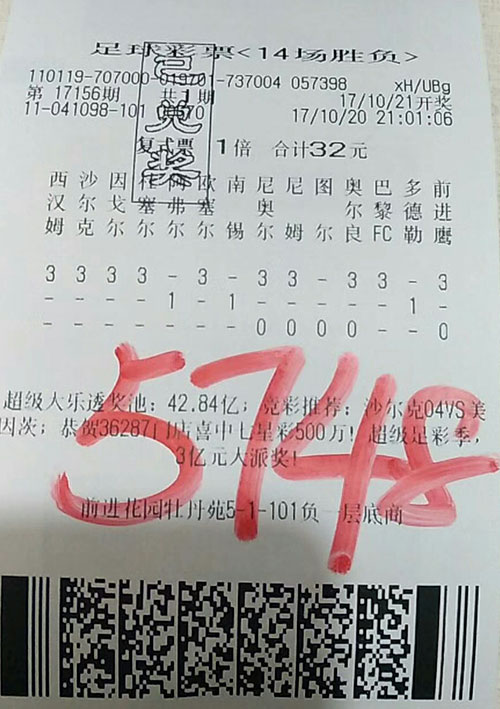 足球彩票<14场胜负>
110119-707000-019701-737004 057398 xH/UBg
第 17156期 共1期 17/10/21开奖
11-041098-101 17/10/20 21:01:06
已兑奖
复式票 1倍 合计32元
西 沙 因 欧 南 尼 尼 图 奥 巴 多 前
汉 尔 戈 塞 弗 塞 奥 尔 黎 德 进
姆 克 尔 尔 尔 尔 锡 尔 姆 尔 良 FC 勒 鹰
3 3 3 3 - 3 - 3 3 - 3 3 - 3
- - - - 1 - 1 - - - - - 1 -
- - - - - - - 0 0 0 0 - - 0
5748
超级大乐透奖池：42.84亿；竞彩推荐：沙尔克04VS美
因茨；恭贺36287门店喜中七星彩500万！超级足彩季，
3亿元大派奖！
前进花园牡丹苑5-1-101负一层底商